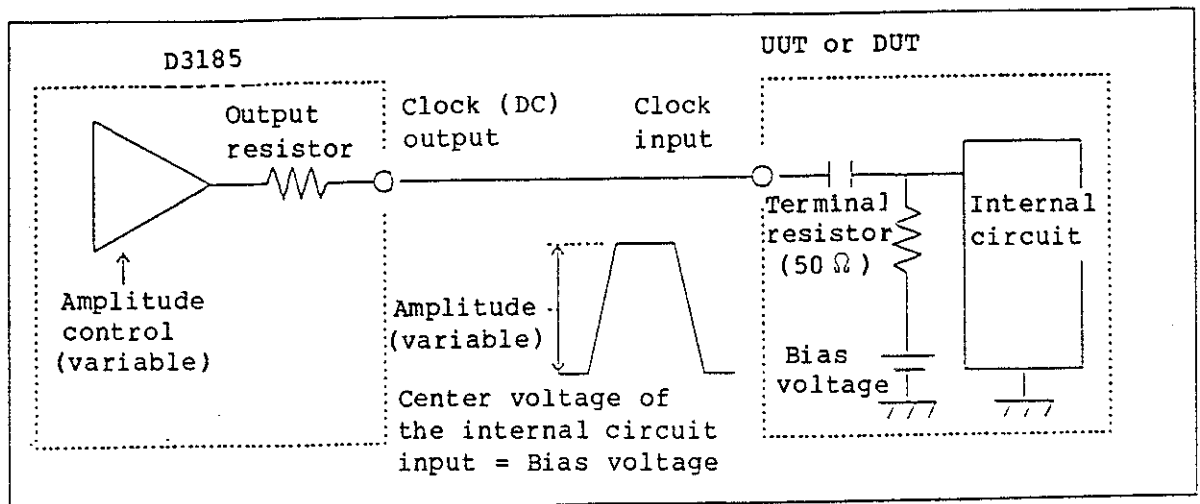 D3185
UUT or DUT
Output
resistor
Clock (DC)
output
Clock
input
Terminal
resistor
(50 Ω)
Internal
circuit
Amplitude
control
(variable)
Amplitude
(variable)
Bias
voltage
Center voltage of
the internal circuit
input = Bias voltage